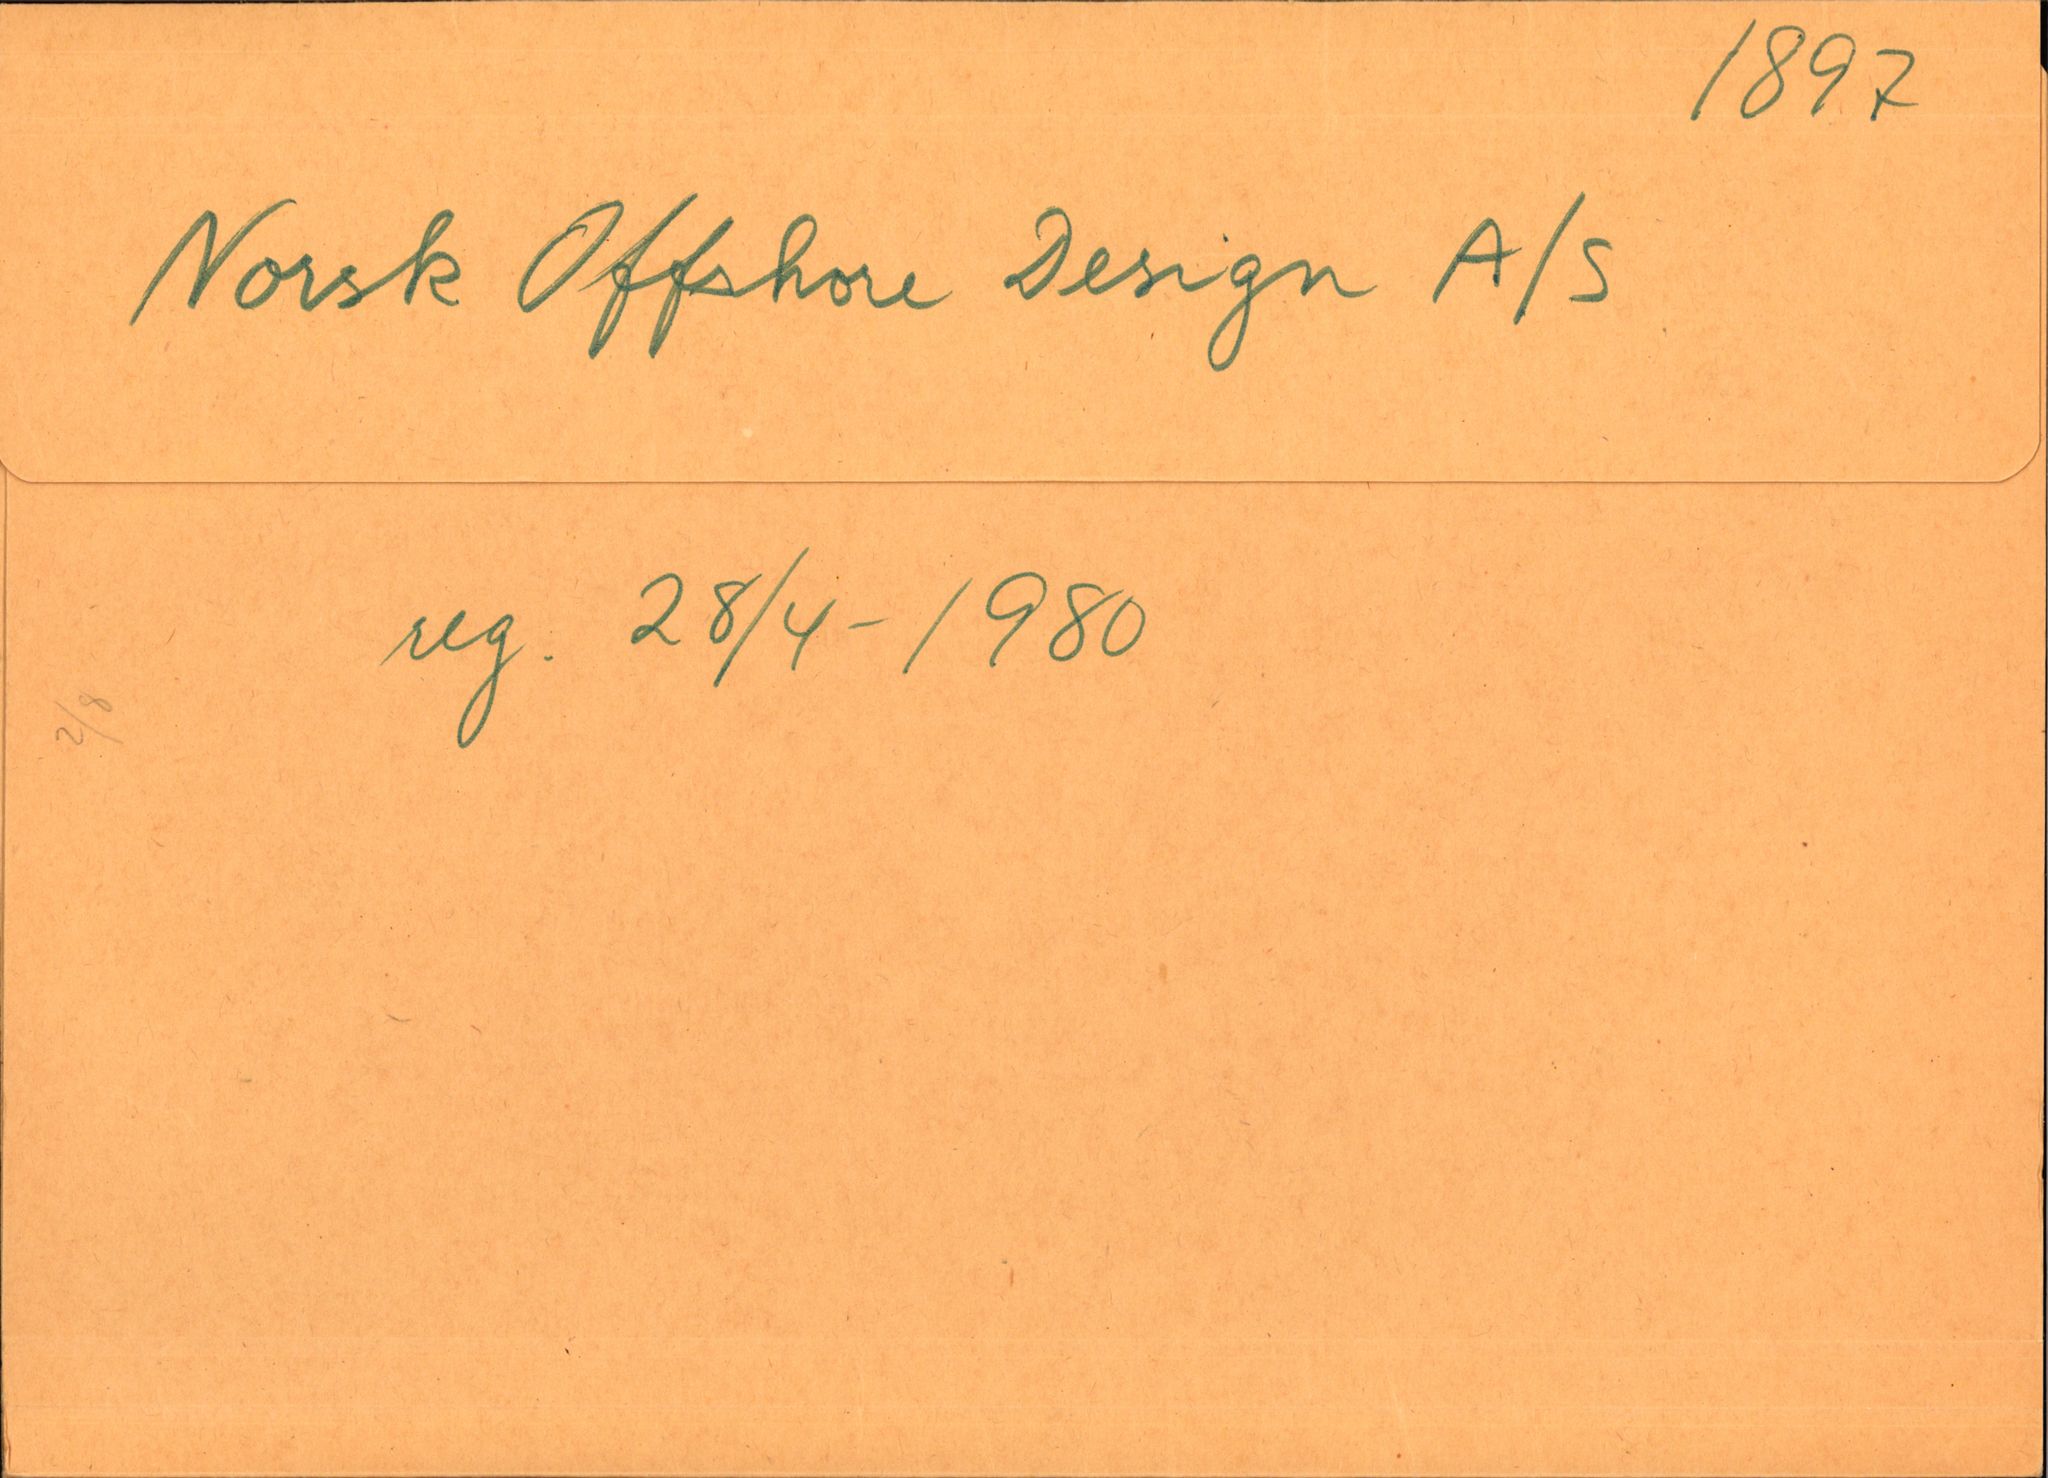 1897
Norsk Offshore Design A/S
reg. 28/4-1980
2/8